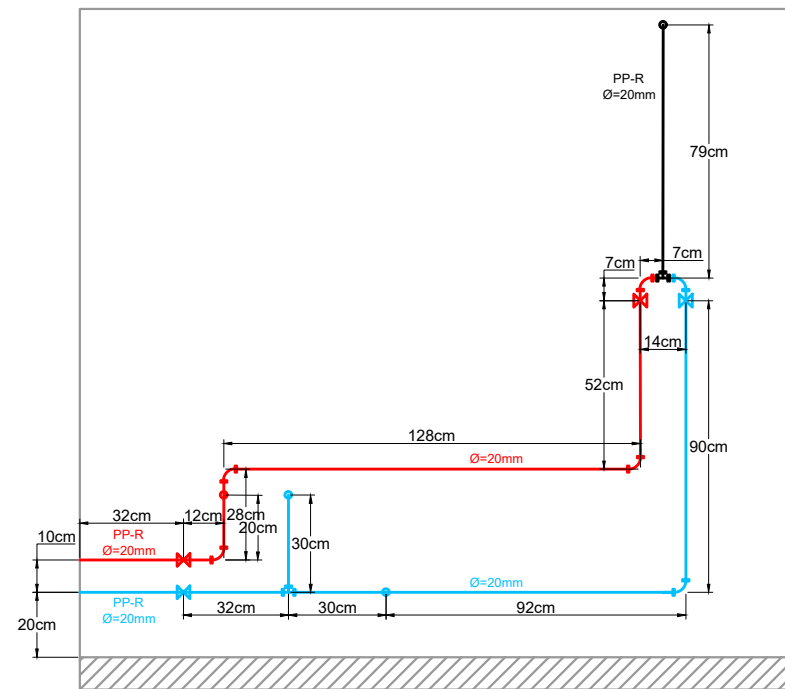 PP-R
Ø=20mm
79cm
7cm
7cm
14cm
52cm
90cm
128cm
Ø=20mm
32cm
12cm
28cm
20cm
10cm
PP-R
Ø=20mm
30cm
Ø=20mm
PP-R
Ø=20mm
32cm
30cm
92cm
20cm